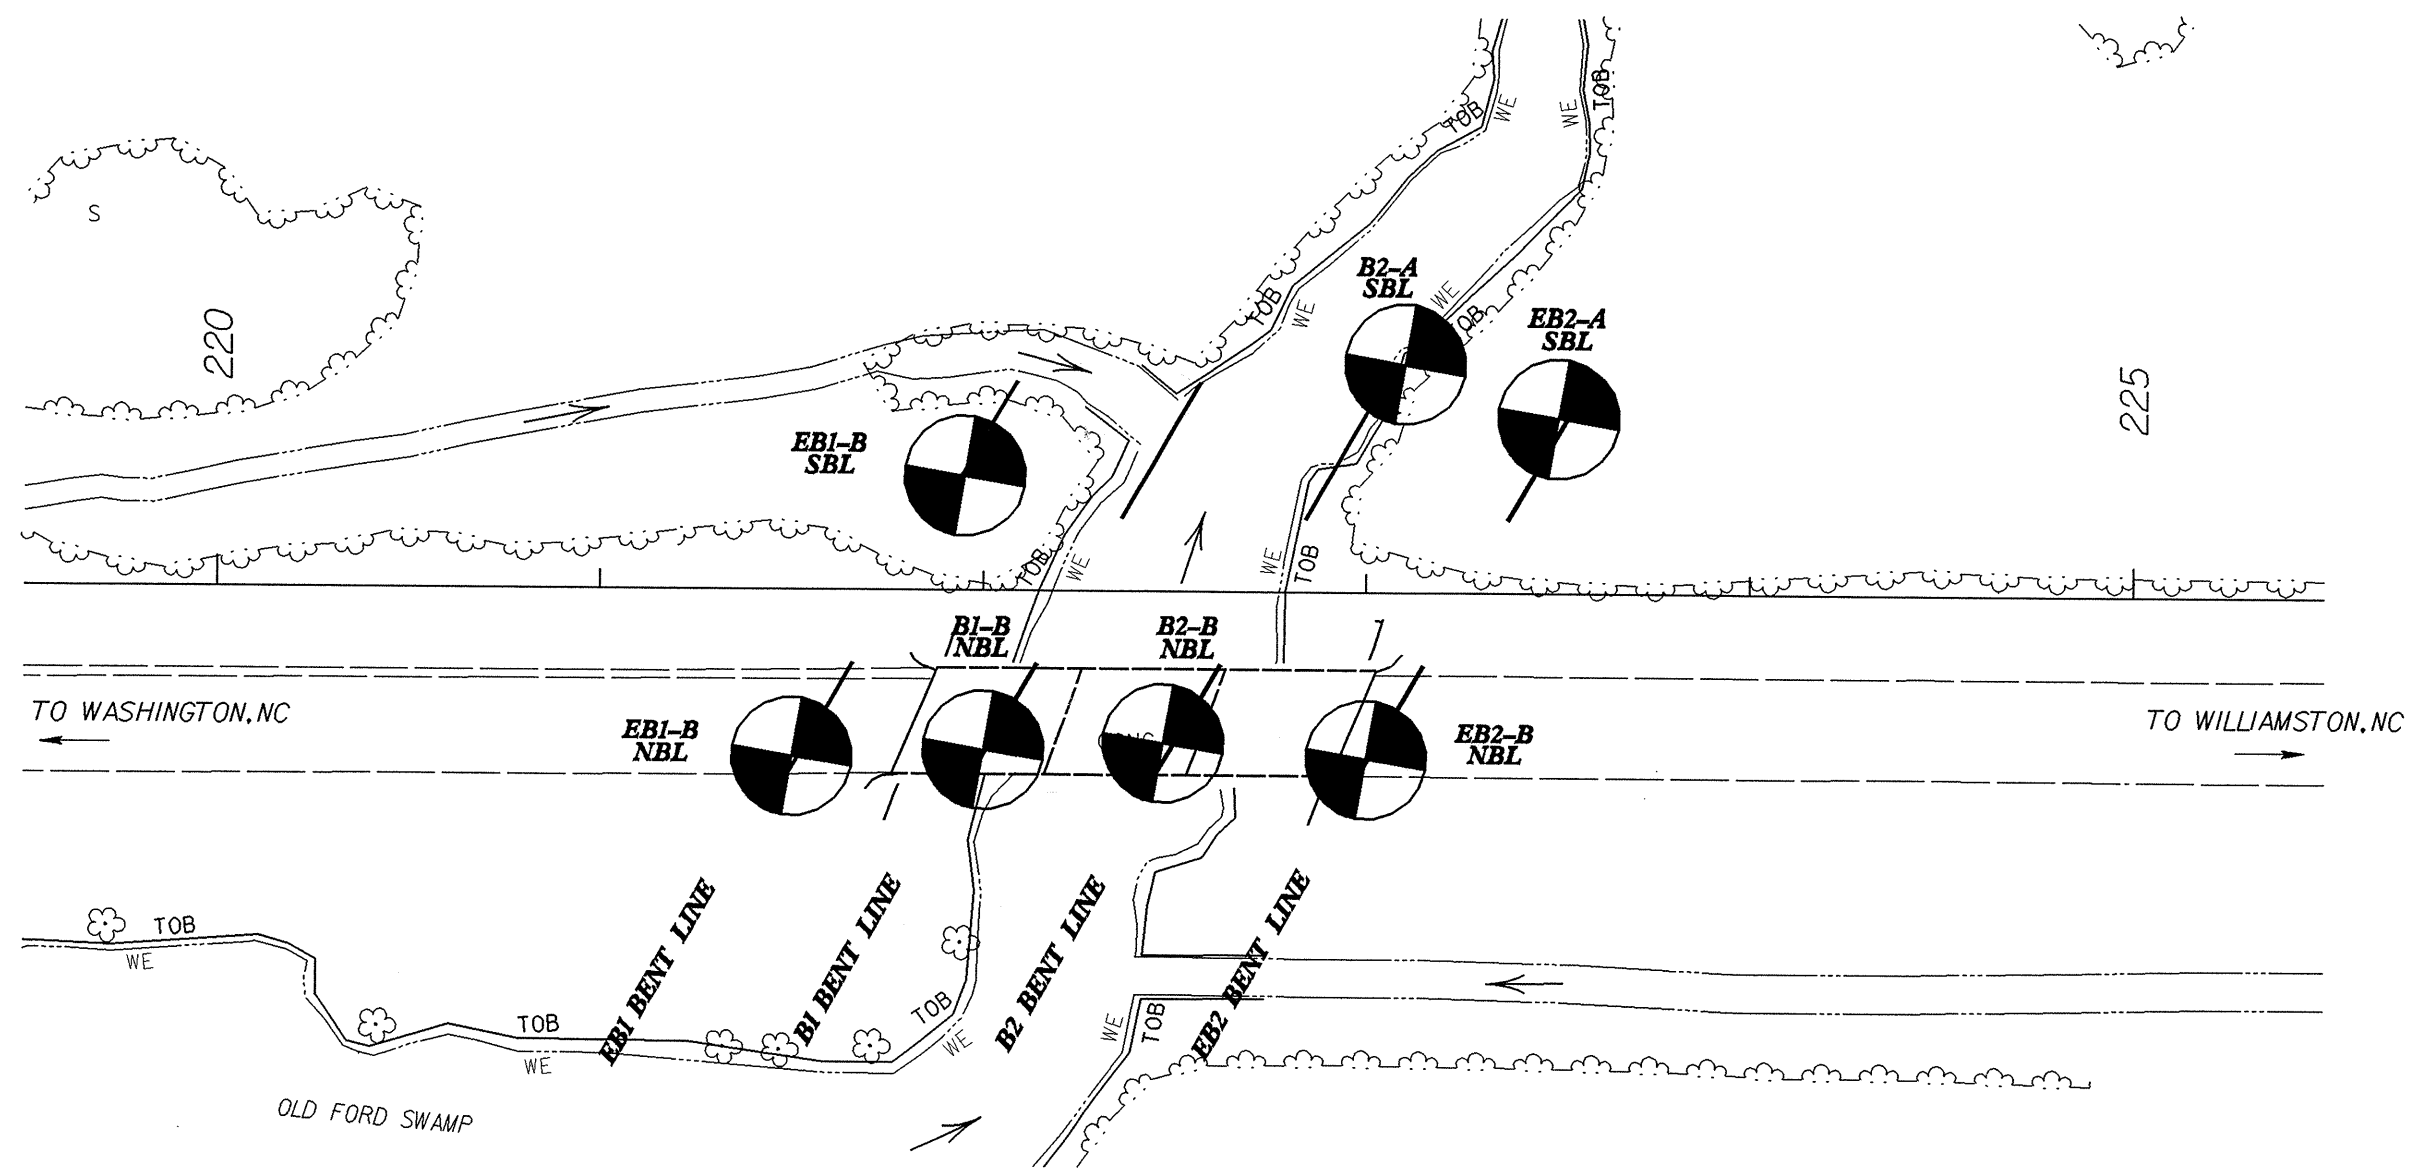 TOB
WE
WE
TOB
S
B2-A
SBL
TOB
WE
WE
TOB
EB2-A
SBL
220
225
EB1-B
SBL
TOB
WE
WE
TOB
B1-B
NBL
B2-B
NBL
TO WASHINGTON, NC
TO WILLIAMSTON, NC
EB1-B
NBL
EB2-B
NBL
EB1 BENT LINE
B1 BENT LINE
B2 BENT LINE
EB2 BENT LINE
TOB
WE
TOB
WE
TOB
WE
WE
TOB
OLD FORD SWAMP